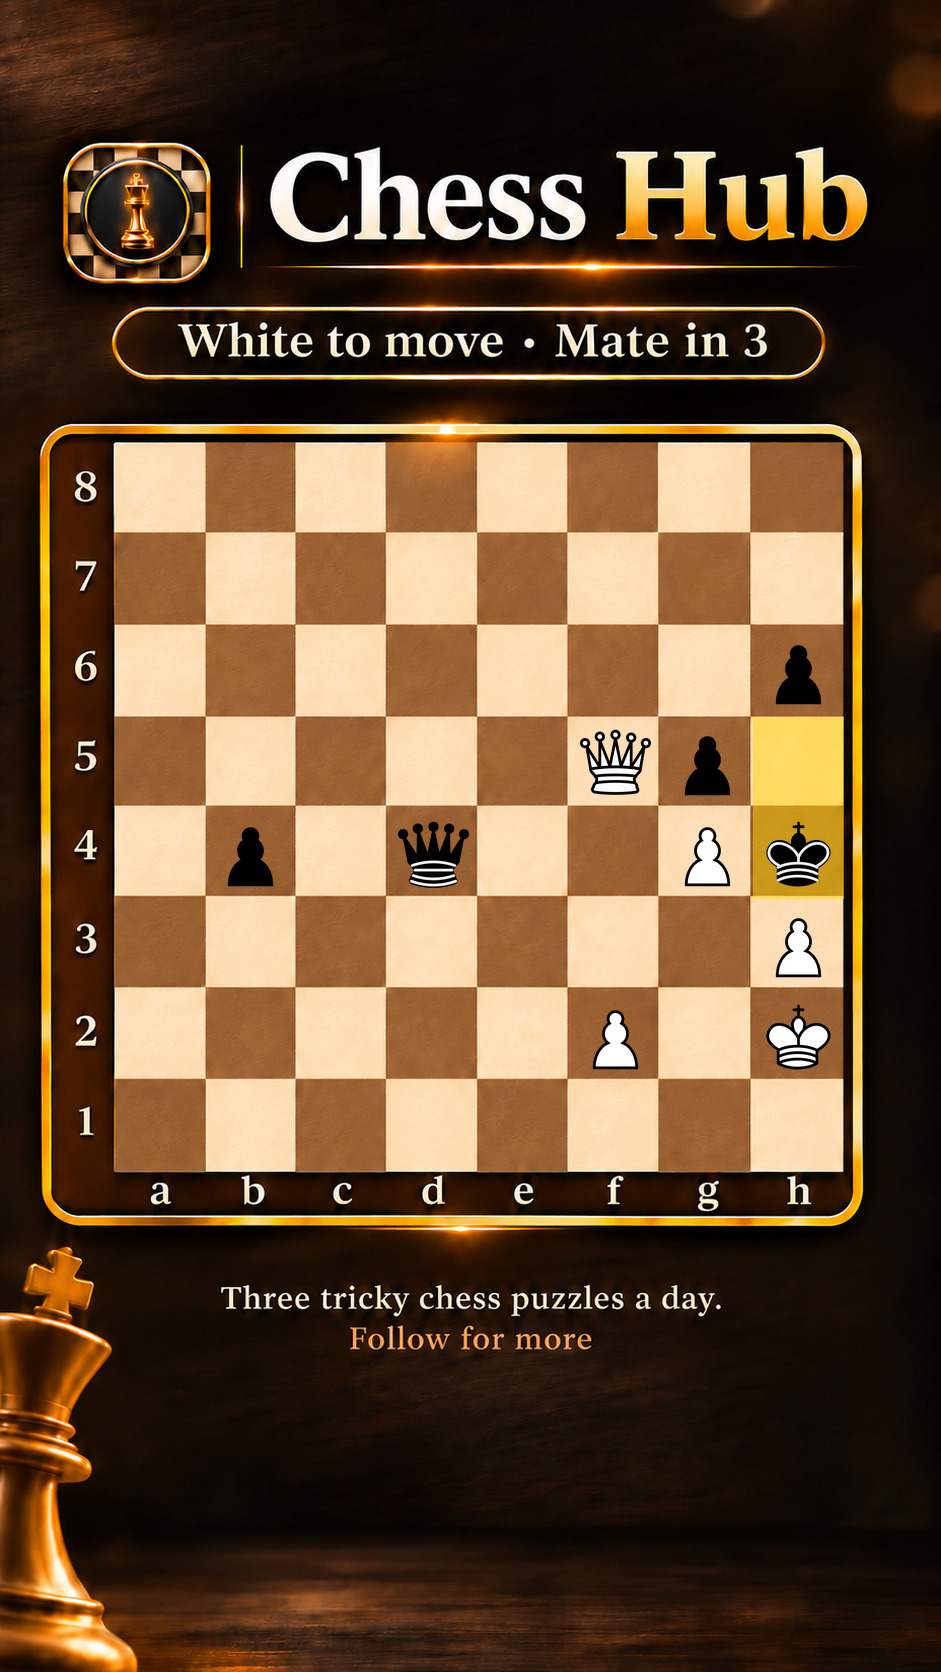 Chess Hub
White to move • Mate in 3
8
7
6
5
4
3
2
1
a b c d e f g h
Three tricky chess puzzles a day.
Follow for more